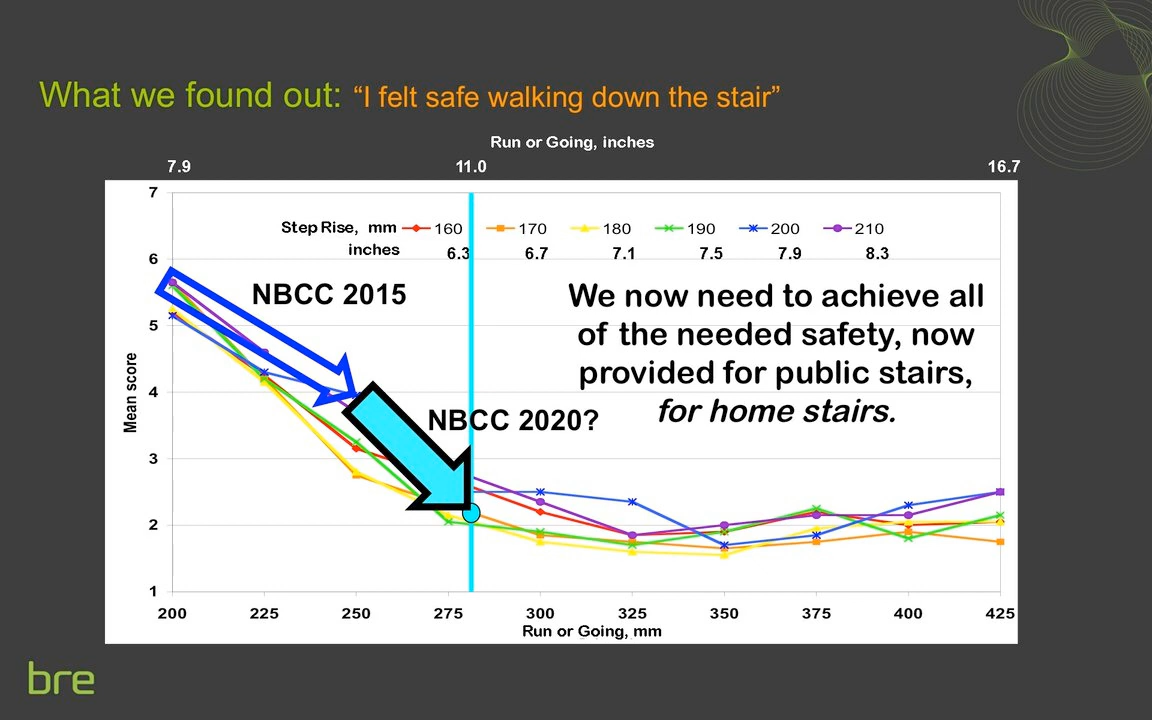 What we found out: “I felt safe walking down the stair”
Run or Going, inches
7.9 11.0 16.7
7
Step Rise, mm 160 170 180 190 200 210
inches 6.3 6.7 7.1 7.5 7.9 8.3
6
NBCC 2015
We now need to achieve all
of the needed safety, now
provided for public stairs,
for home stairs.
5
4
NBCC 2020?
Mean score
3
2
1
200 225 250 275 300 325 350 375 400 425
Run or Going, mm
bre